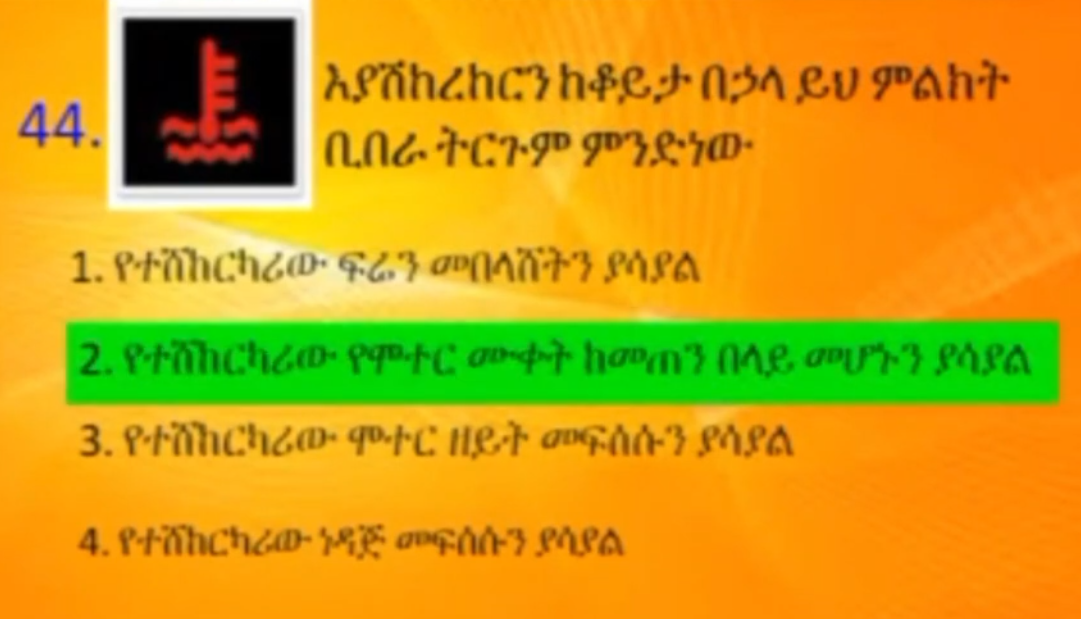 44. እያሽከረከርን ከቆይታ በኃላ ይህ ምልክት
ቢበራ ትርጉም ምንድነው
1. የተሽከርካሪው ፍሬን መበላሸትን ያሳያል
2. የተሽከርካሪው የሞተር ሙቀት ከመጠን በላይ መሆኑን ያሳያል
3. የተሽከርካሪው ሞተር ዘይት መፍሰሱን ያሳያል
4. የተሽከርካሪው ነዳጅ መፍሰሱን ያሳያል